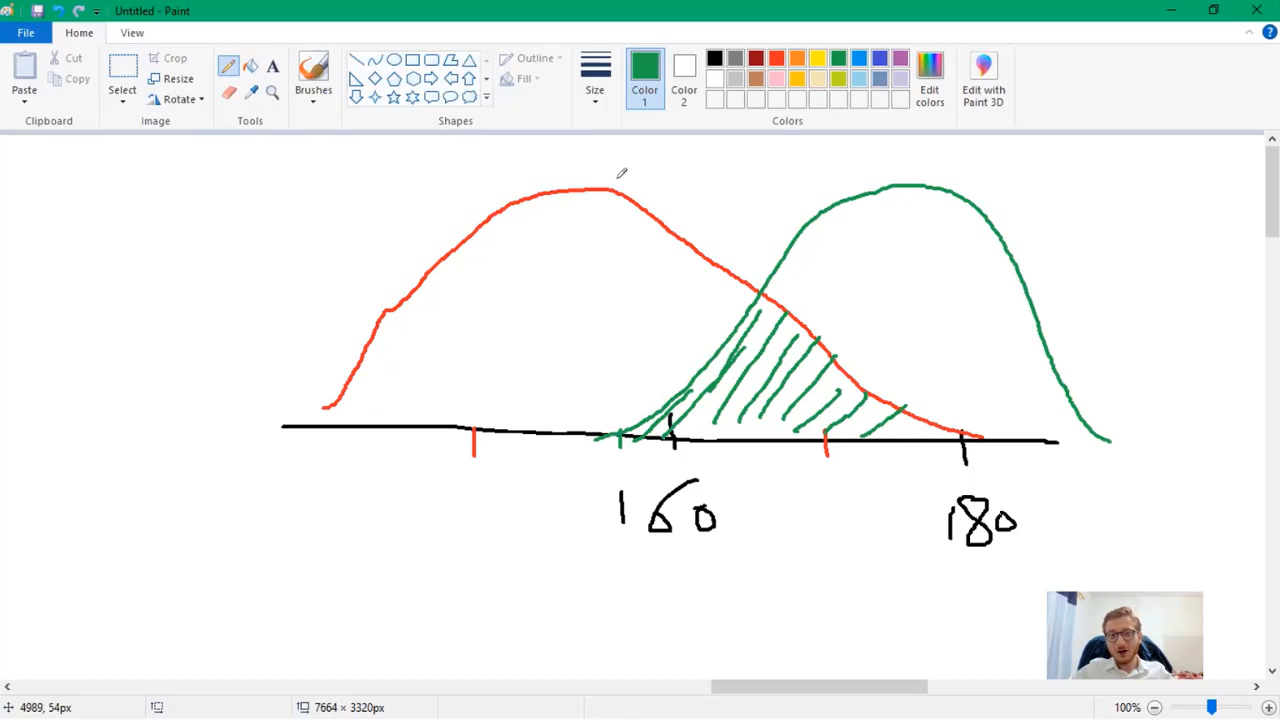 Untitled - Paint
File Home View
Paste
Cut
Copy
Clipboard
Select
Crop
Resize
Rotate
Image
A
Tools
Brushes
Shapes
Outline
Fill
Size
Color 1
Color 2
Colors
Edit colors
Edit with Paint 3D
160 180
4989, 54px
7664 × 3320px
100%